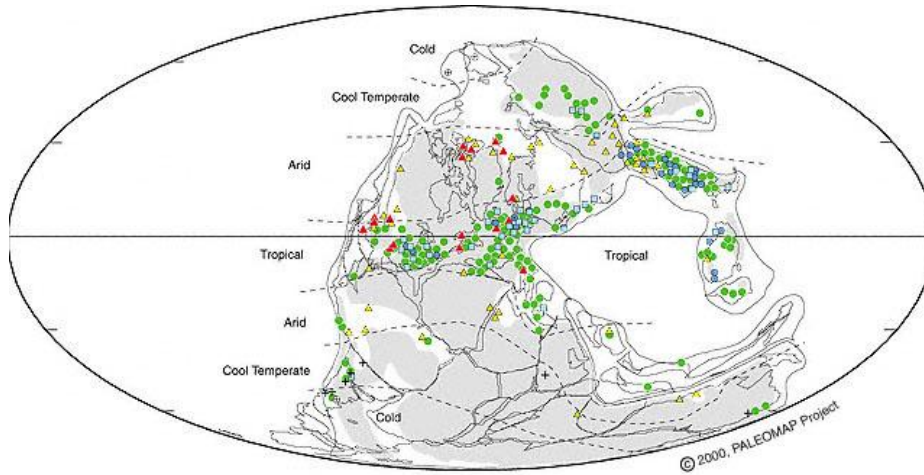 Cold
Cool Temperate
Arid
Tropical
Tropical
Arid
Cool Temperate
Cold
© 2000, PALEOMAP Project